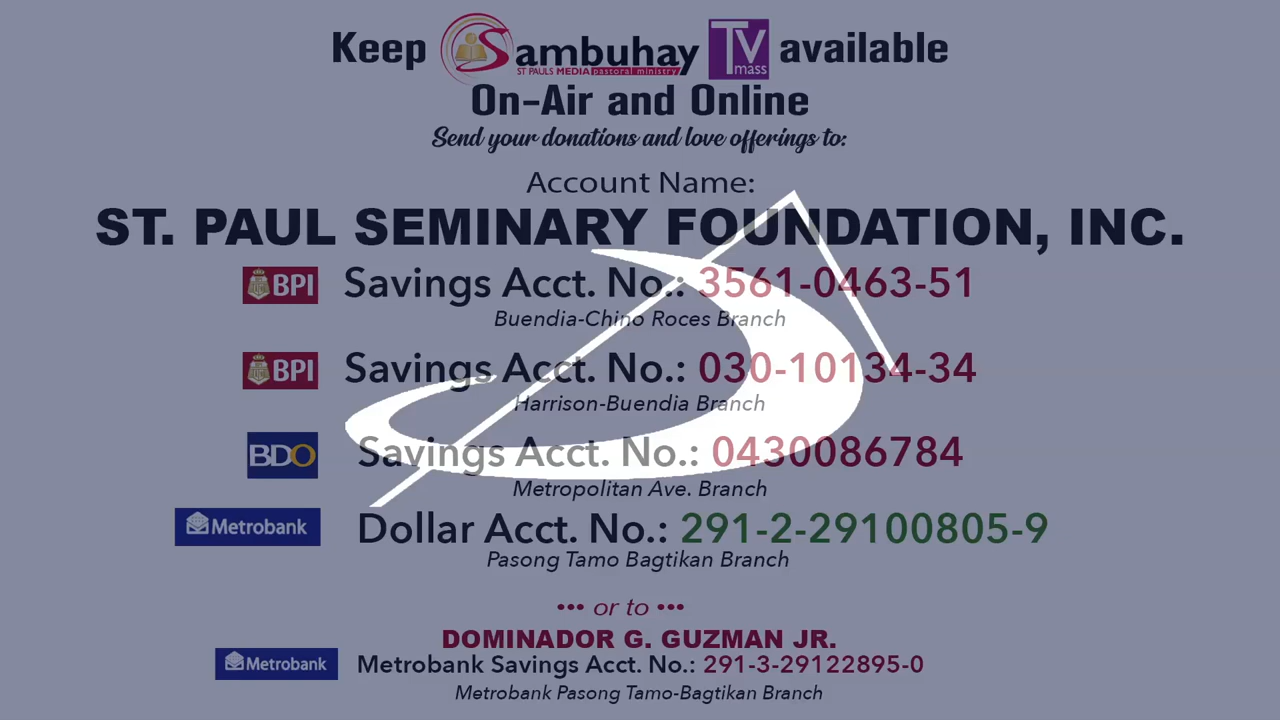 Keep Sambuhay TV mass available
ST PAULS MEDIA pastoral ministry
On-Air and Online
Send your donations and love offerings to:
Account Name:
ST. PAUL SEMINARY FOUNDATION, INC.
BPI Savings Acct. No.: 3561-0463-51
Buendia-Chino Roces Branch
BPI Savings Acct. No.: 030-10134-34
Harrison-Buendia Branch
BDO Savings Acct. No.: 0430086784
Metropolitan Ave. Branch
Metrobank Dollar Acct. No.: 291-2-29100805-9
Pasong Tamo Bagtikan Branch
••• or to •••
DOMINADOR G. GUZMAN JR.
Metrobank Metrobank Savings Acct. No.: 291-3-29122895-0
Metrobank Pasong Tamo-Bagtikan Branch